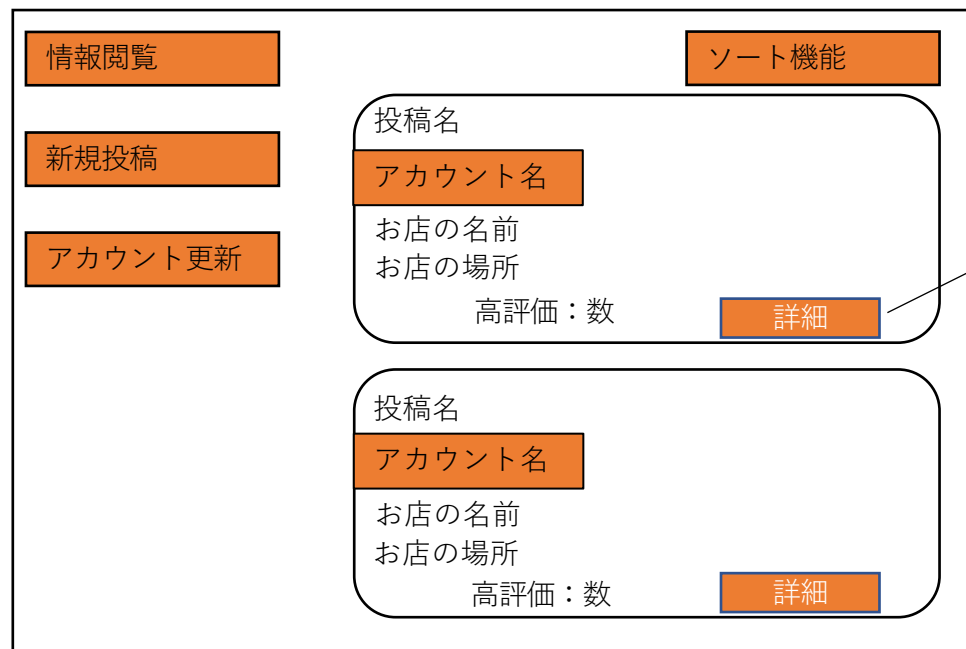 情報閲覧
新規投稿
アカウント更新
ソート機能
投稿名
アカウント名
お店の名前
お店の場所
高評価：数
詳細
投稿名
アカウント名
お店の名前
お店の場所
高評価：数
詳細